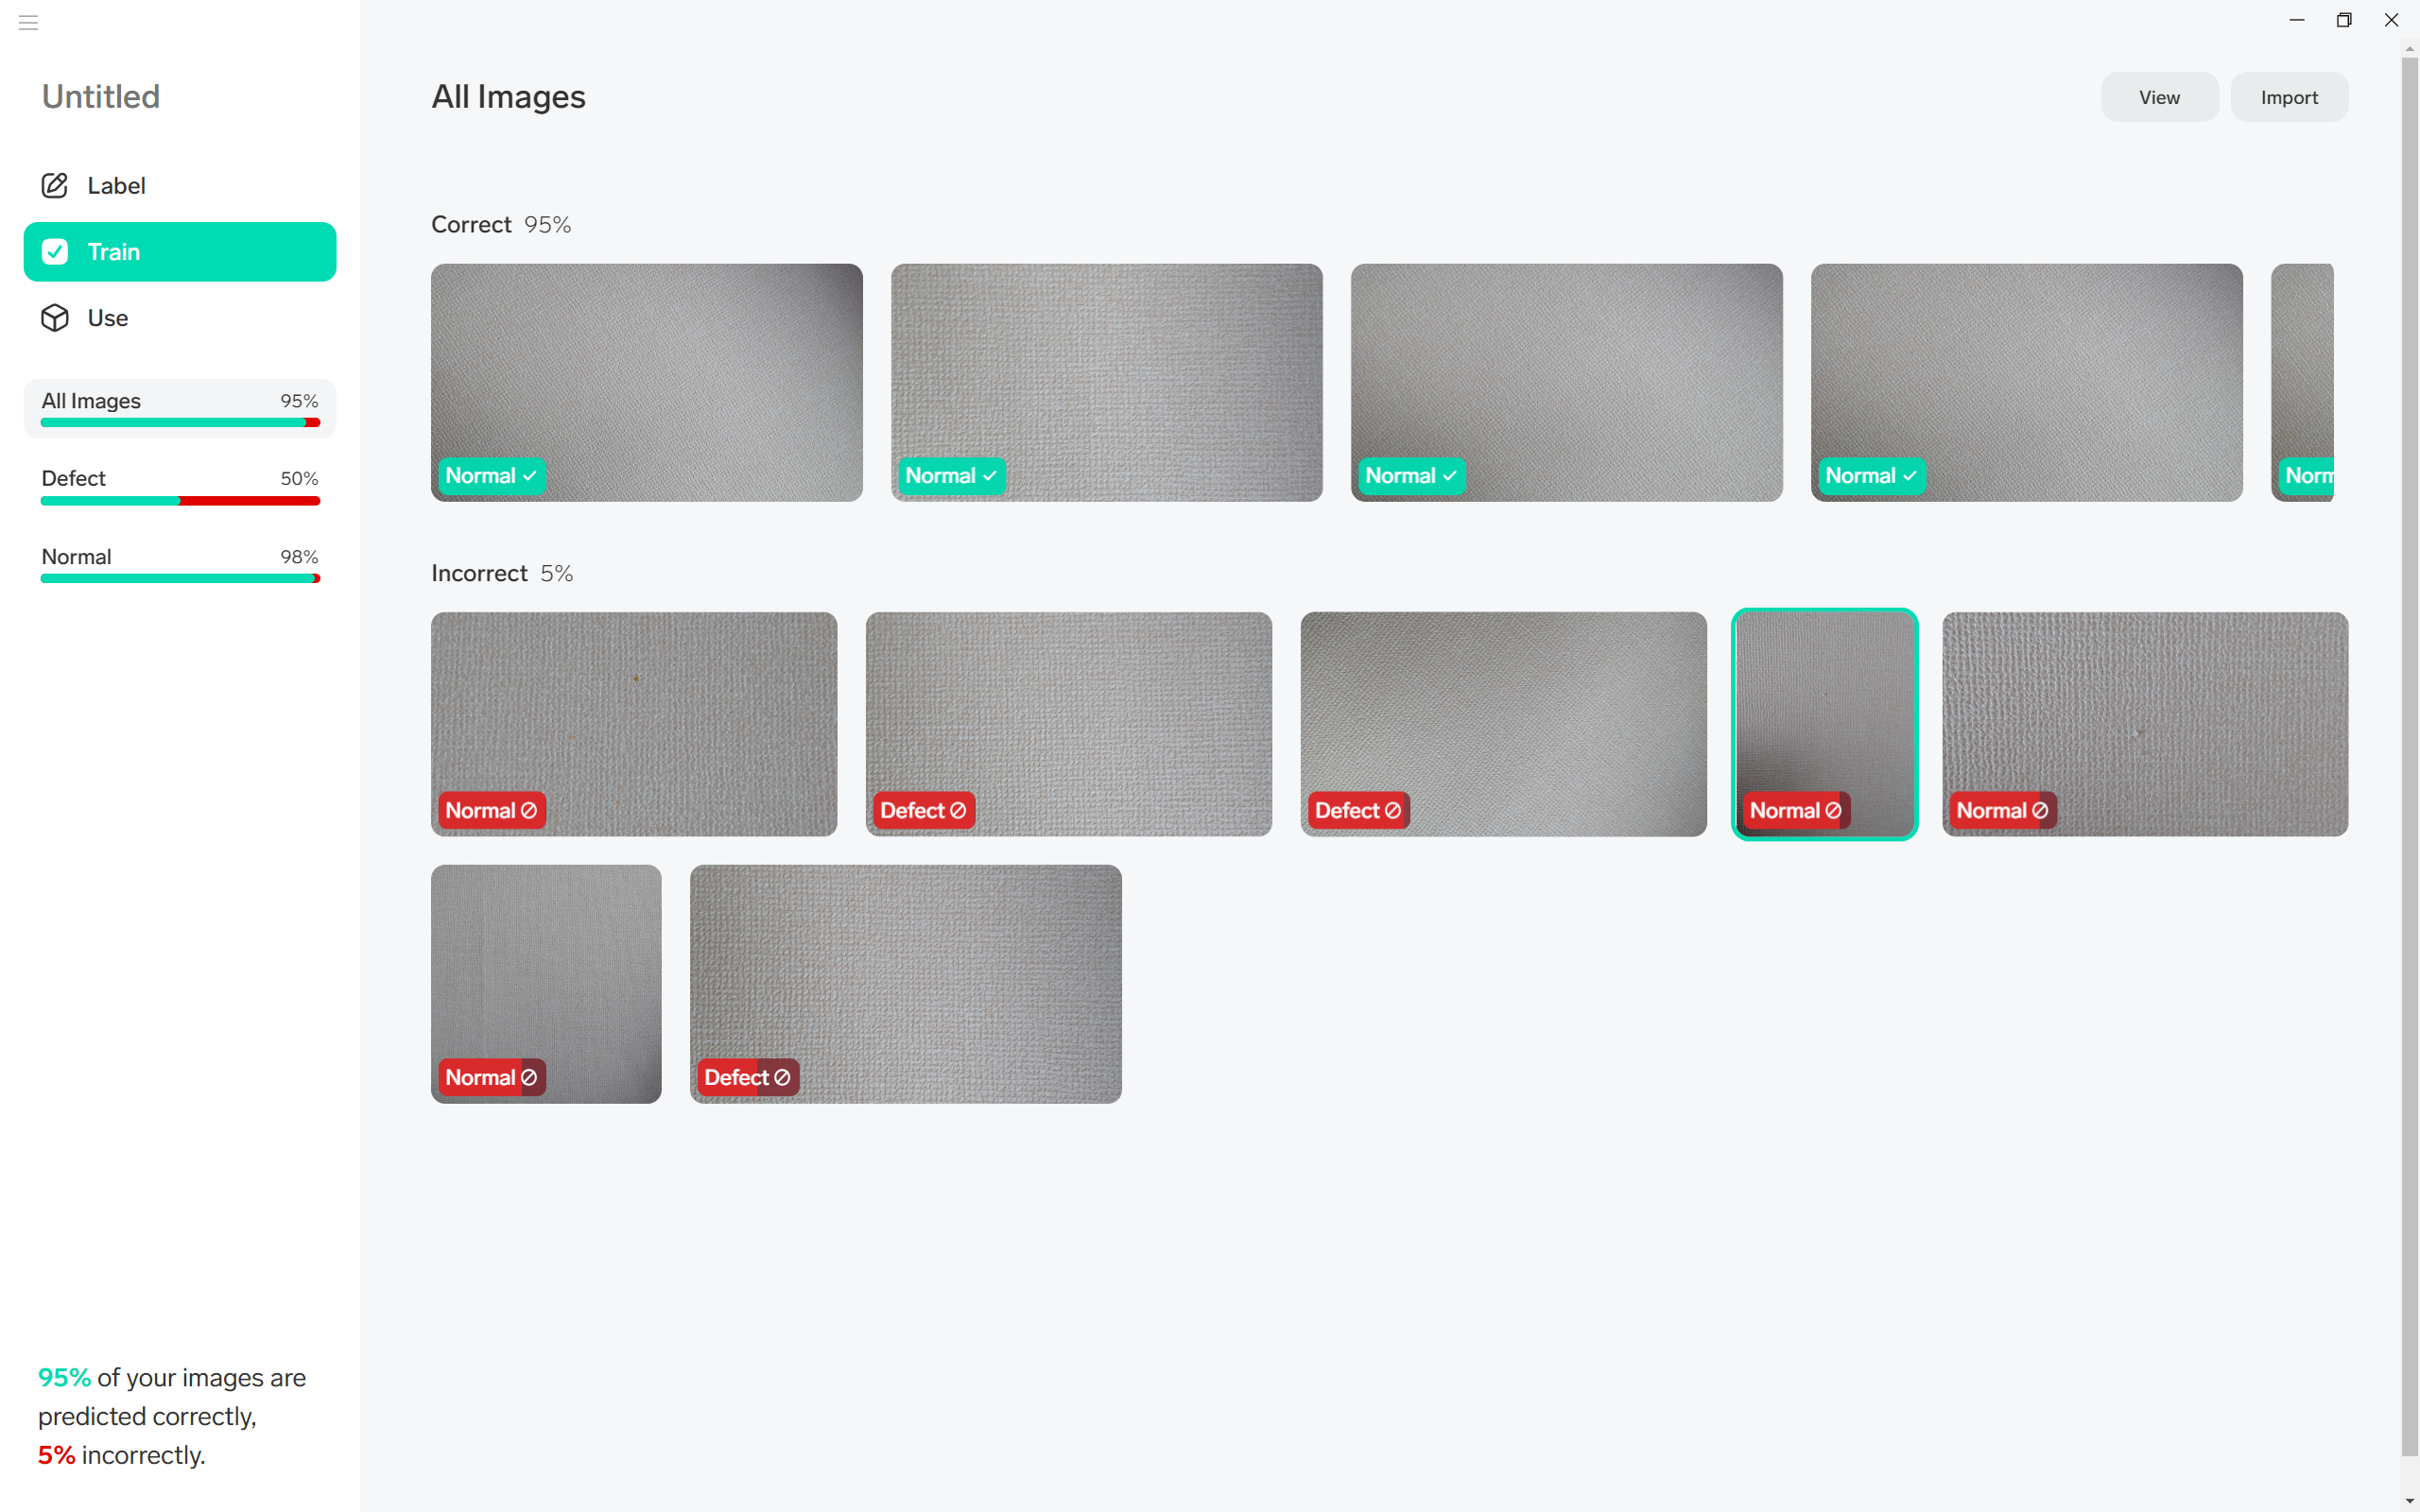 Untitled
Label
Train
Use
All Images 95%
Defect 50%
Normal 98%
95% of your images are
predicted correctly,
5% incorrectly.
All Images
View
Import
Correct 95%
Normal
Normal
Normal
Normal
Norm
Incorrect 5%
Normal
Defect
Defect
Normal
Normal
Normal
Defect